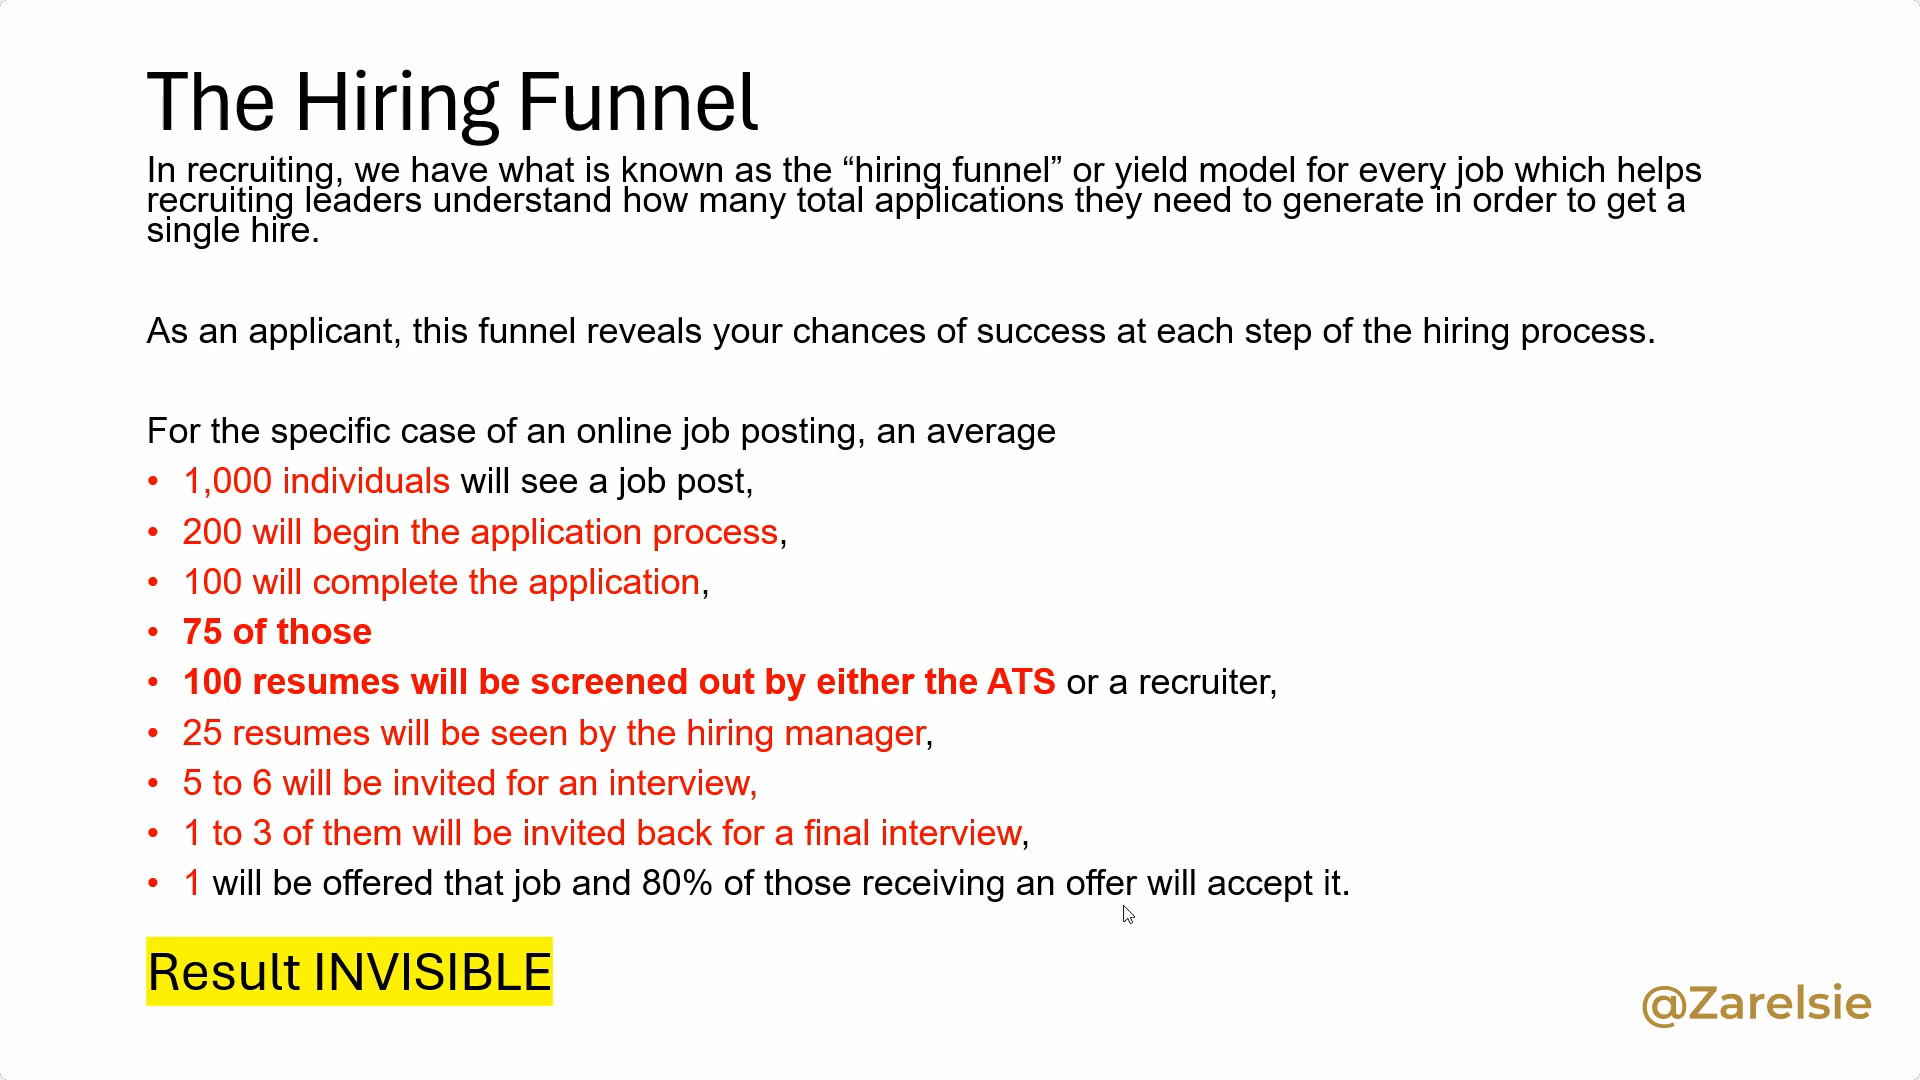 The Hiring Funnel
In recruiting, we have what is known as the “hiring funnel” or yield model for every job which helps
recruiting leaders understand how many total applications they need to generate in order to get a
single hire.
As an applicant, this funnel reveals your chances of success at each step of the hiring process.
For the specific case of an online job posting, an average
• 1,000 individuals will see a job post,
• 200 will begin the application process,
• 100 will complete the application,
• 75 of those
• 100 resumes will be screened out by either the ATS or a recruiter,
• 25 resumes will be seen by the hiring manager,
• 5 to 6 will be invited for an interview,
• 1 to 3 of them will be invited back for a final interview,
• 1 will be offered that job and 80% of those receiving an offer will accept it.
Result INVISIBLE
@Zarelsie